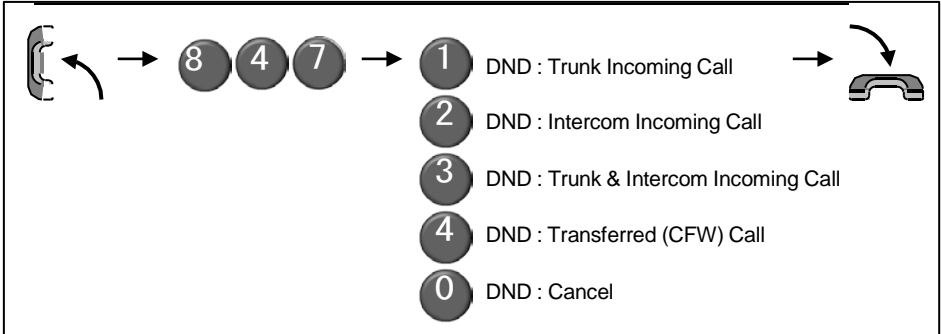 8 4 7 1 DND : Trunk Incoming Call
2 DND : Intercom Incoming Call
3 DND : Trunk & Intercom Incoming Call
4 DND : Transferred (CFW) Call
0 DND : Cancel